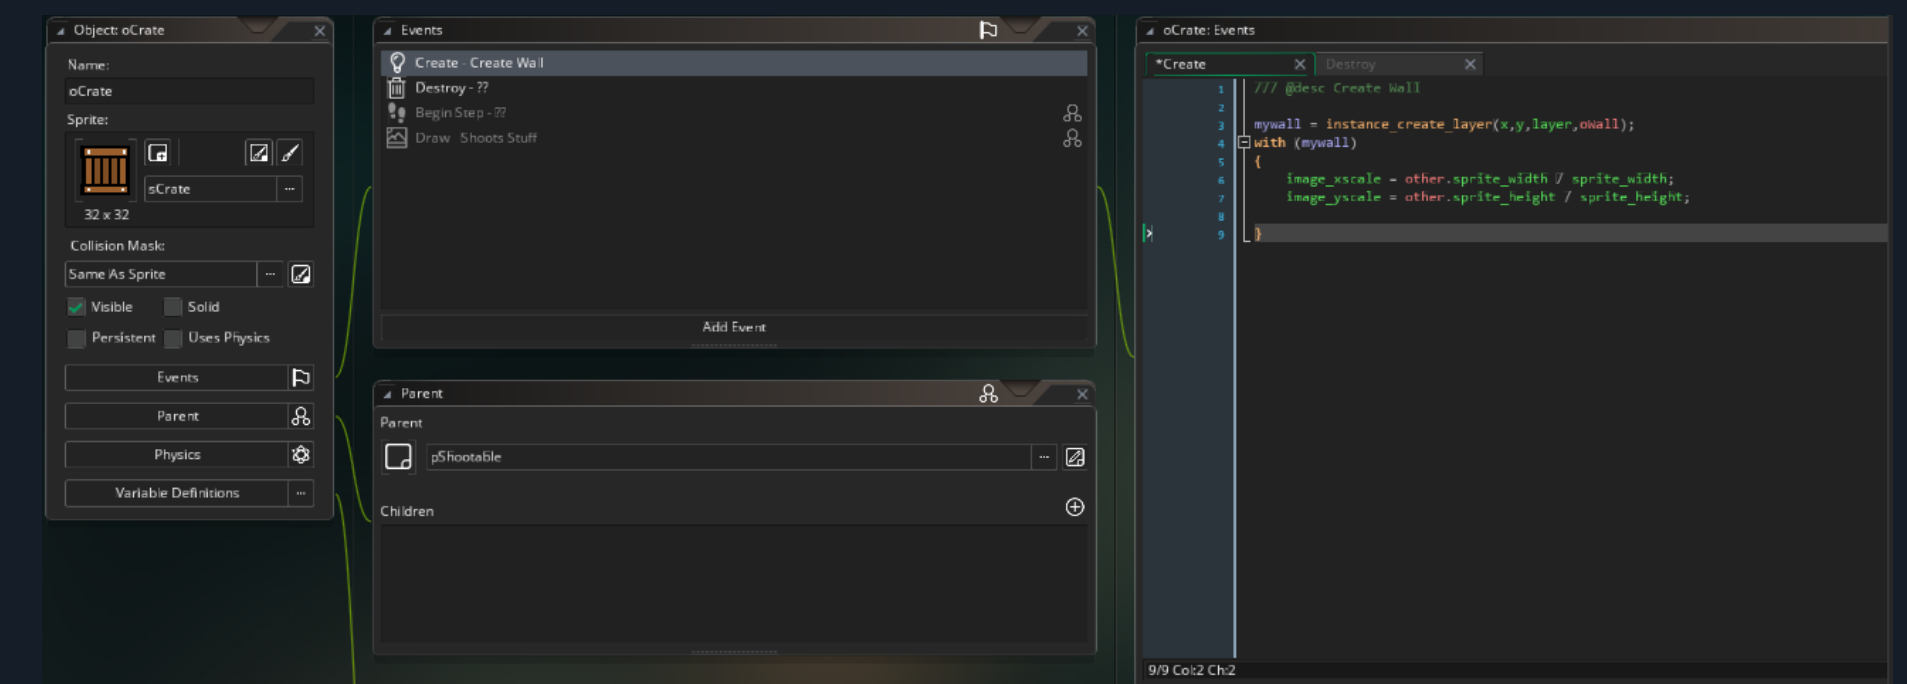 Object: oCrate
Name:
oCrate
Sprite:
sCrate
...
32 x 32
Collision Mask:
Same As Sprite
...
Visible
Solid
Persistent
Uses Physics
Events
Parent
Physics
Variable Definitions
...
Events
Create - Create Wall
Destroy - ??
Begin Step - ??
Draw Shoots Stuff
Add Event
Parent
Parent
pShootable
...
Children
oCrate: Events
*Create
Destroy
1 /// @desc Create Wall
2
3 mywall = instance_create_layer(x,y,layer,oWall);
4 with (mywall)
5 {
6 image_xscale = other.sprite_width / sprite_width;
7 image_yscale = other.sprite_height / sprite_height;
8
9 }
9/9 Col:2 Ch:2